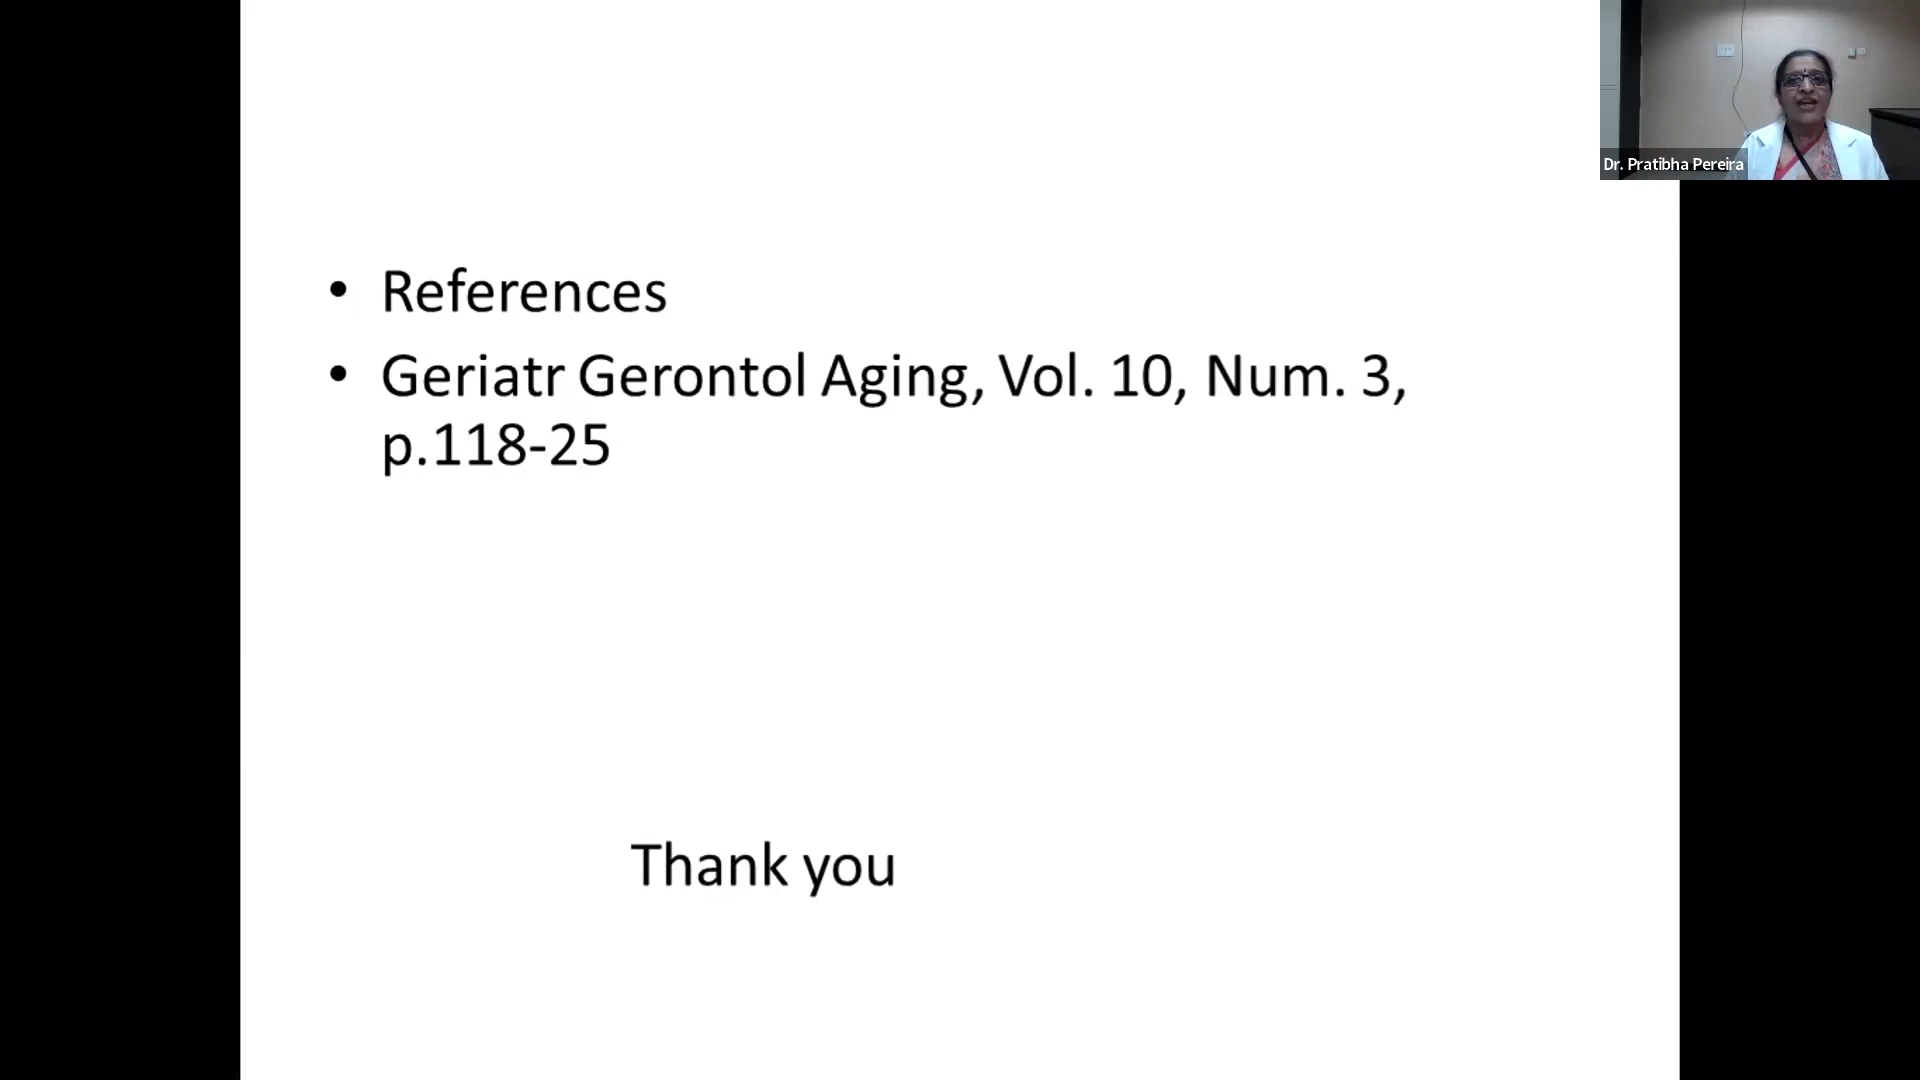 Dr. Pratibha Pereira
• References
• Geriatr Gerontol Aging, Vol. 10, Num. 3,
p.118-25
Thank you